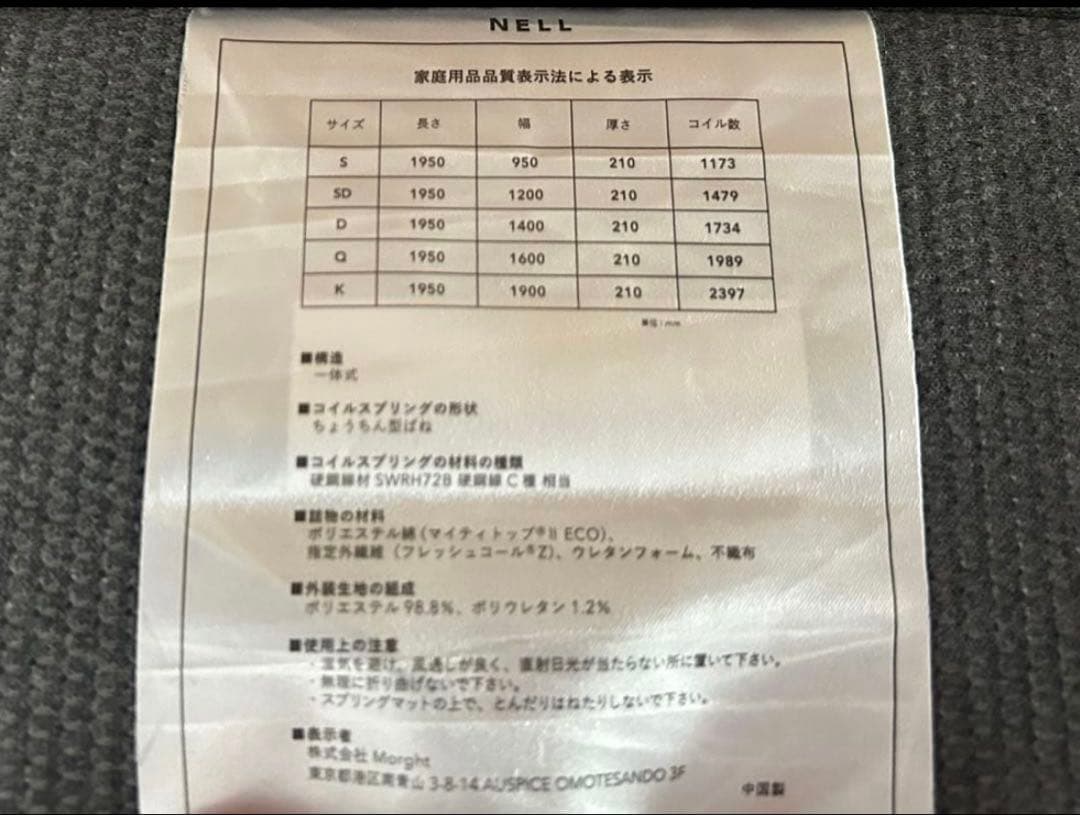 NELL
家庭用品品質表示法による表示
サイズ 長さ 幅 厚さ コイル数
S 1950 950 210 1173
SD 1950 1200 210 1479
D 1950 1400 210 1734
Q 1950 1600 210 1989
K 1950 1900 210 2397
単位:mm
■構造
一体式
■コイルスプリングの形状
ちょうちん型ばね
■コイルスプリングの材料の種類
硬鋼線材 SWRH72B 硬鋼線 C 種 相当
■詰物の材料
ポリエステル綿(マイティトップ®II ECO)、
指定外繊維(フレッシュコール®Z)、ウレタンフォーム、不織布
■外装生地の組成
ポリエステル 98.8%、ポリウレタン 1.2%
■使用上の注意
・湿気を避け、風通しが良く、直射日光が当たらない所に置いて下さい。
・無理に折り曲げないで下さい。
・スプリングマットの上で、とんだりはねたりしないで下さい。
■表示者
株式会社 Morght
東京都港区南青山 3-8-14 AUSPICE OMOTESANDO 3F
中国製